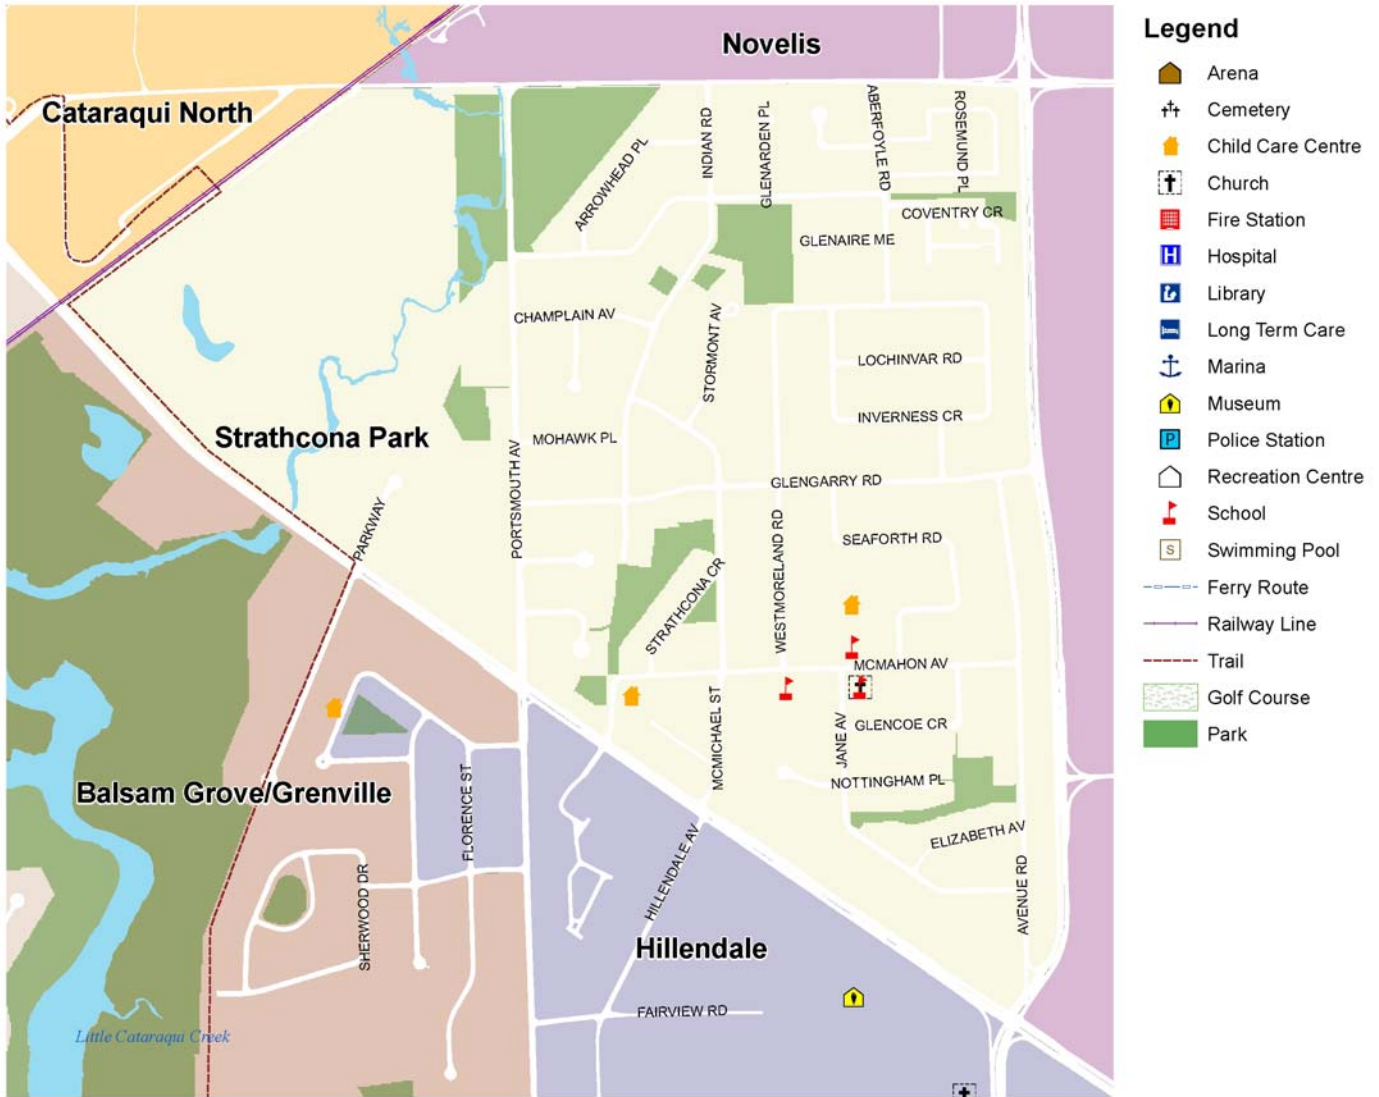 Novelis
Cataraqui North
ARROWHEAD PL
INDIAN RD
GLENARDEN PL
ABERFOYLE RD
ROSEMUND PL
COVENTRY CR
GLENAIRE ME
CHAMPLAIN AV
STORMONT AV
LOCHINVAR RD
INVERNESS CR
Strathcona Park
MOHAWK PL
PORTSMOUTH AV
GLENGARRY RD
PARKWAY
WESTMORELAND RD
SEAFORTH RD
STRATHCONA CR
MCMAHON AV
MCMICHAEL ST
JANE AV
GLENCOE CR
NOTTINGHAM PL
Balsam Grove/Grenville
FLORENCE ST
ELIZABETH AV
HILLENDALE AV
AVENUE RD
SHERWOOD DR
Hillendale
FAIRVIEW RD
Little Cataraqui Creek
Legend
Arena
Cemetery
Child Care Centre
Church
Fire Station
H Hospital
Library
Long Term Care
Marina
Museum
P Police Station
Recreation Centre
School
S Swimming Pool
Ferry Route
Railway Line
Trail
Golf Course
Park